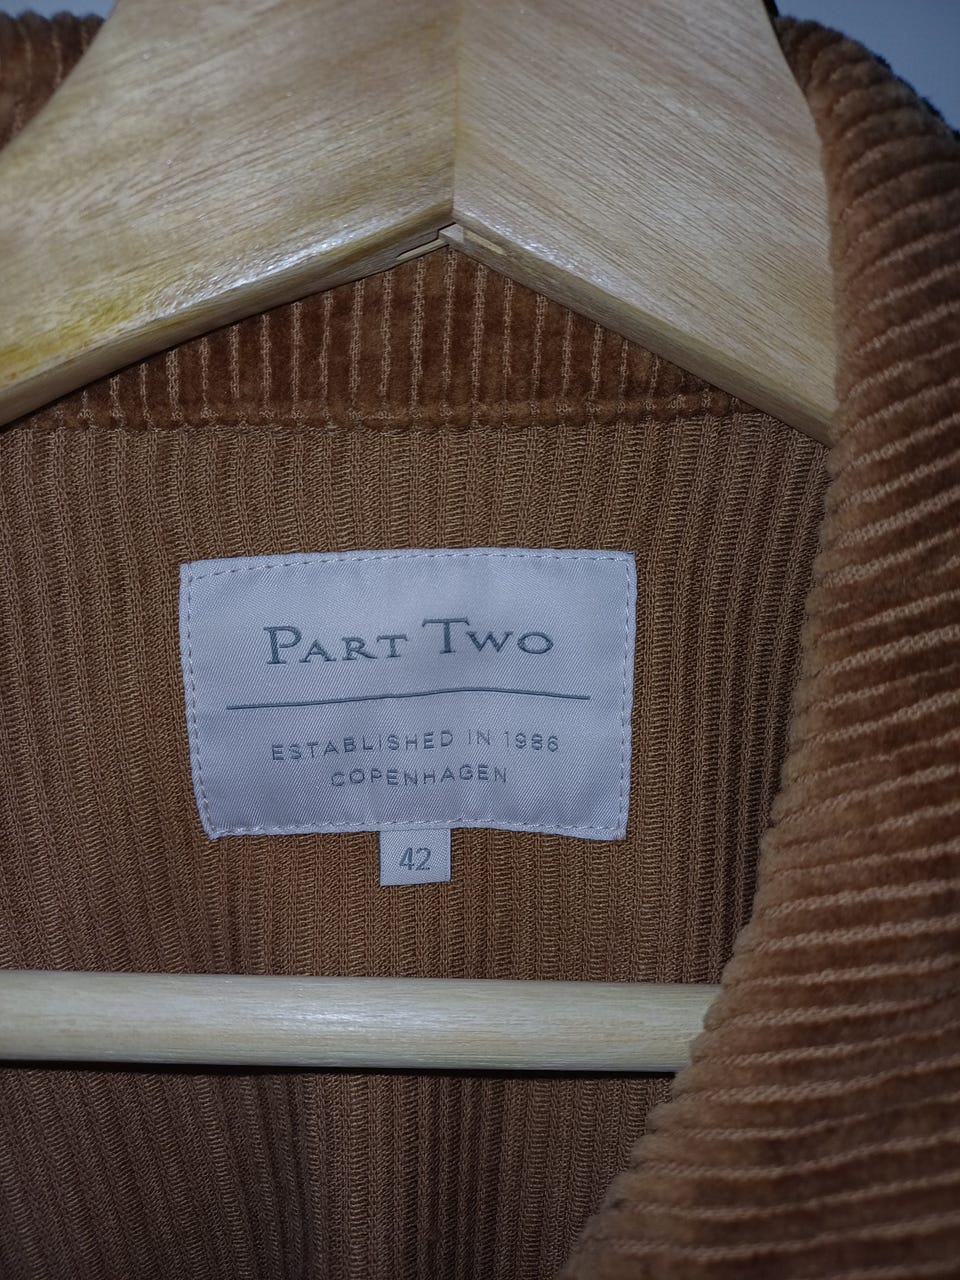 PART TWO
ESTABLISHED IN 1986
COPENHAGEN
42